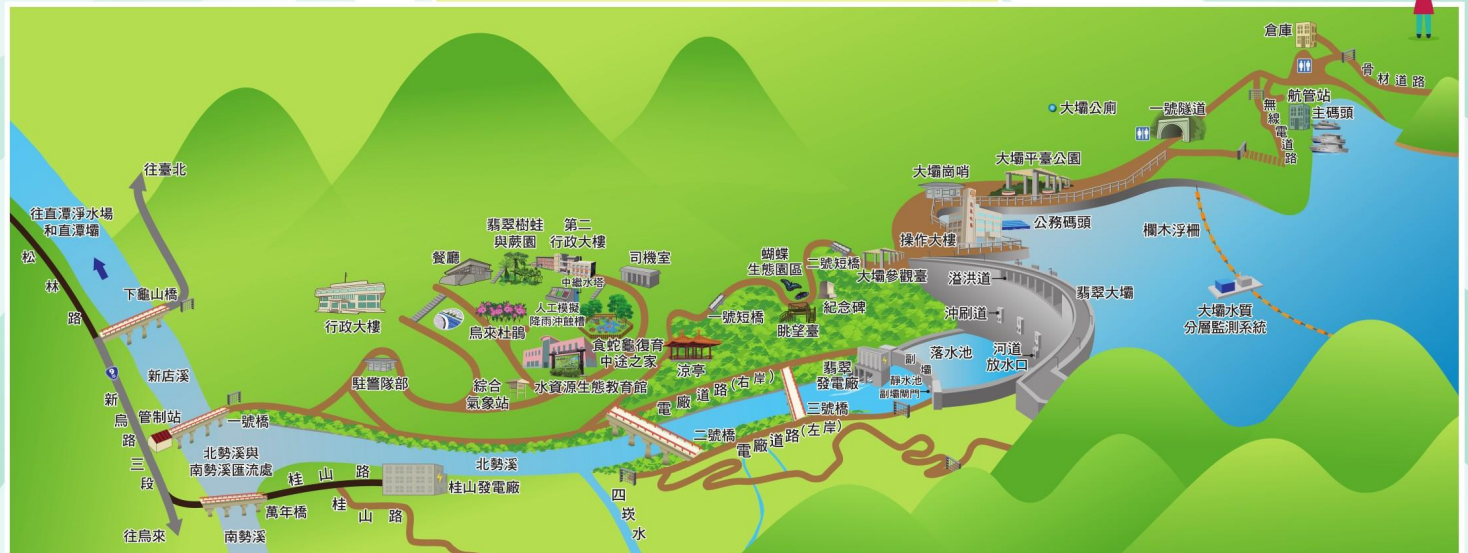 倉庫
骨材道路
航管站
主碼頭
無線電道路
一號隧道
大壩公廁
大壩平臺公園
大壩崗哨
公務碼頭
操作大樓
欄木浮柵
大壩水質
分層監測系統
翡翠大壩
溢洪道
沖刷道
河道
放水口
落水池
副壩
靜水池
副壩閘門
翡翠
發電廠
大壩參觀臺
二號短橋
紀念碑
蝴蝶
生態園區
眺望臺
一號短橋
涼亭
司機室
第二
行政大樓
中繼水塔
翡翠樹蛙
與蕨園
餐廳
人工模擬
降雨沖蝕槽
烏來杜鵑
食蛇龜復育
中途之家
水資源生態教育館
綜合
氣象站
駐警隊部
行政大樓
往臺北
往直潭淨水場
和直潭壩
松林路
下龜山橋
新店溪
新烏路三段
管制站
一號橋
北勢溪與
南勢溪匯流處
桂山路
桂山發電廠
桂山路
萬年橋
南勢溪
往烏來
北勢溪
四崁水
二號橋
三號橋
電廠道路(右岸)
電廠道路(左岸)